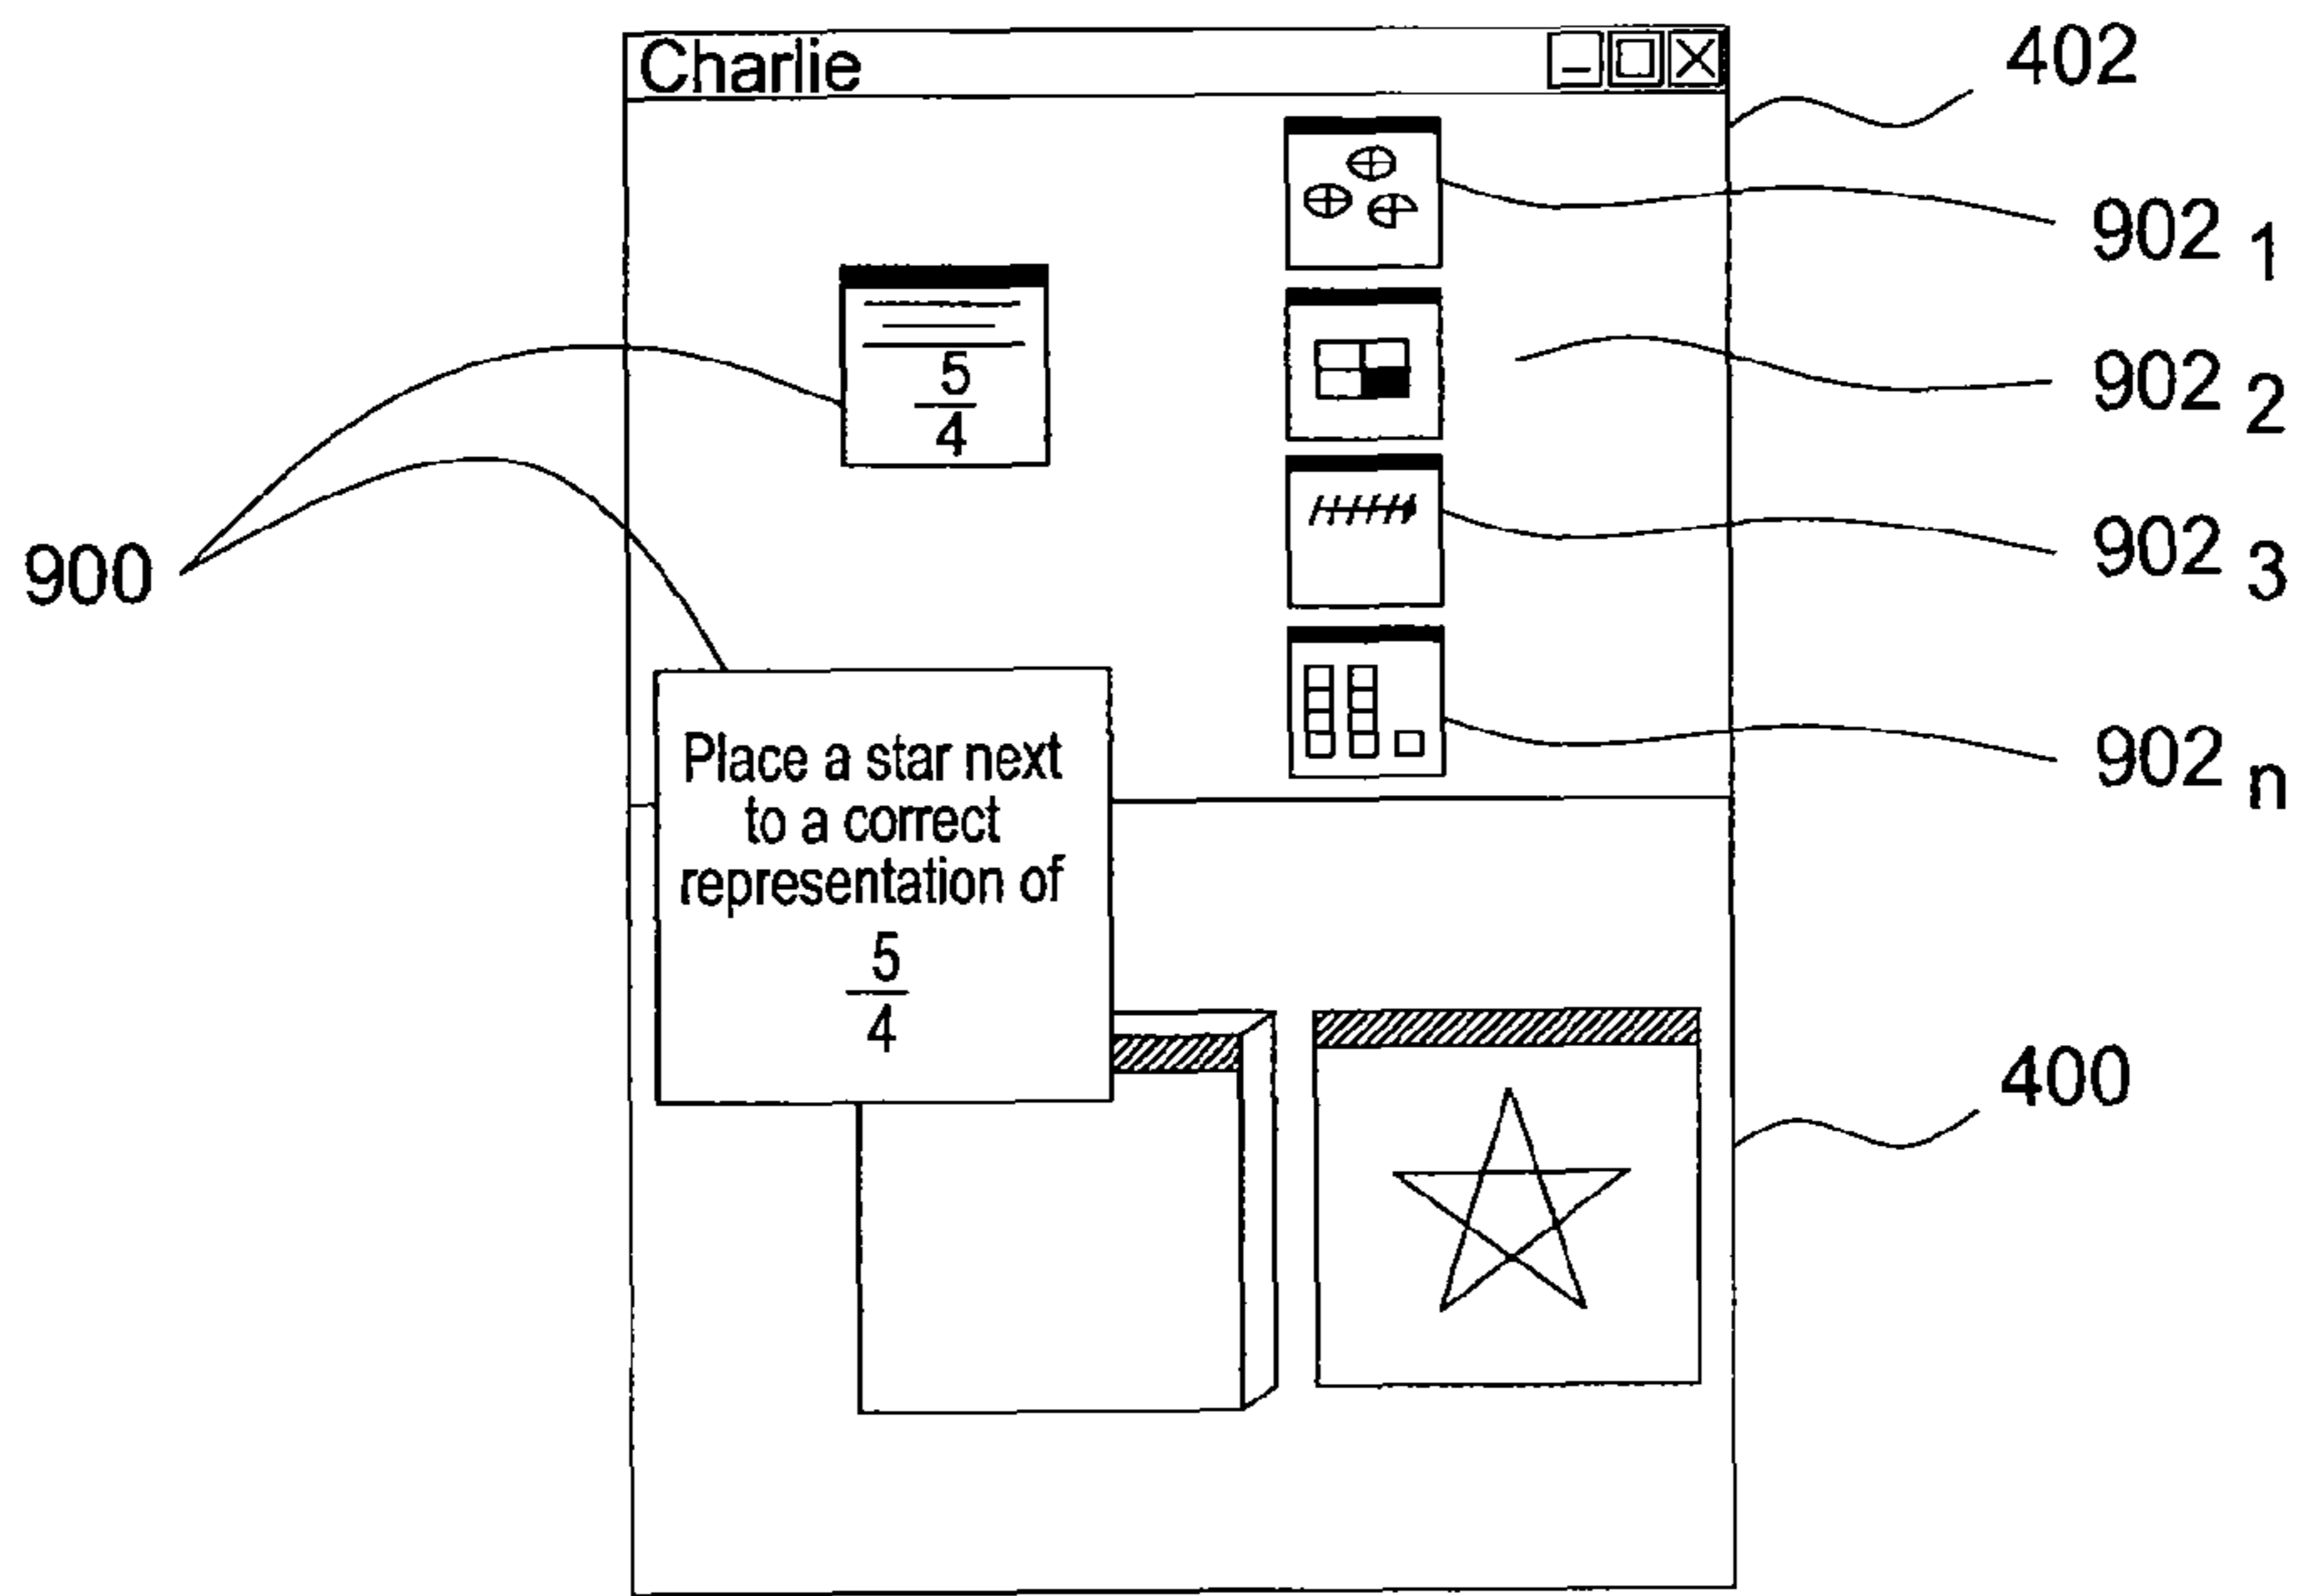 Charlie
402
902 1
5
4
902 2
900
902 3
902 n
Place a star next
to a correct
representation of
5
4
400